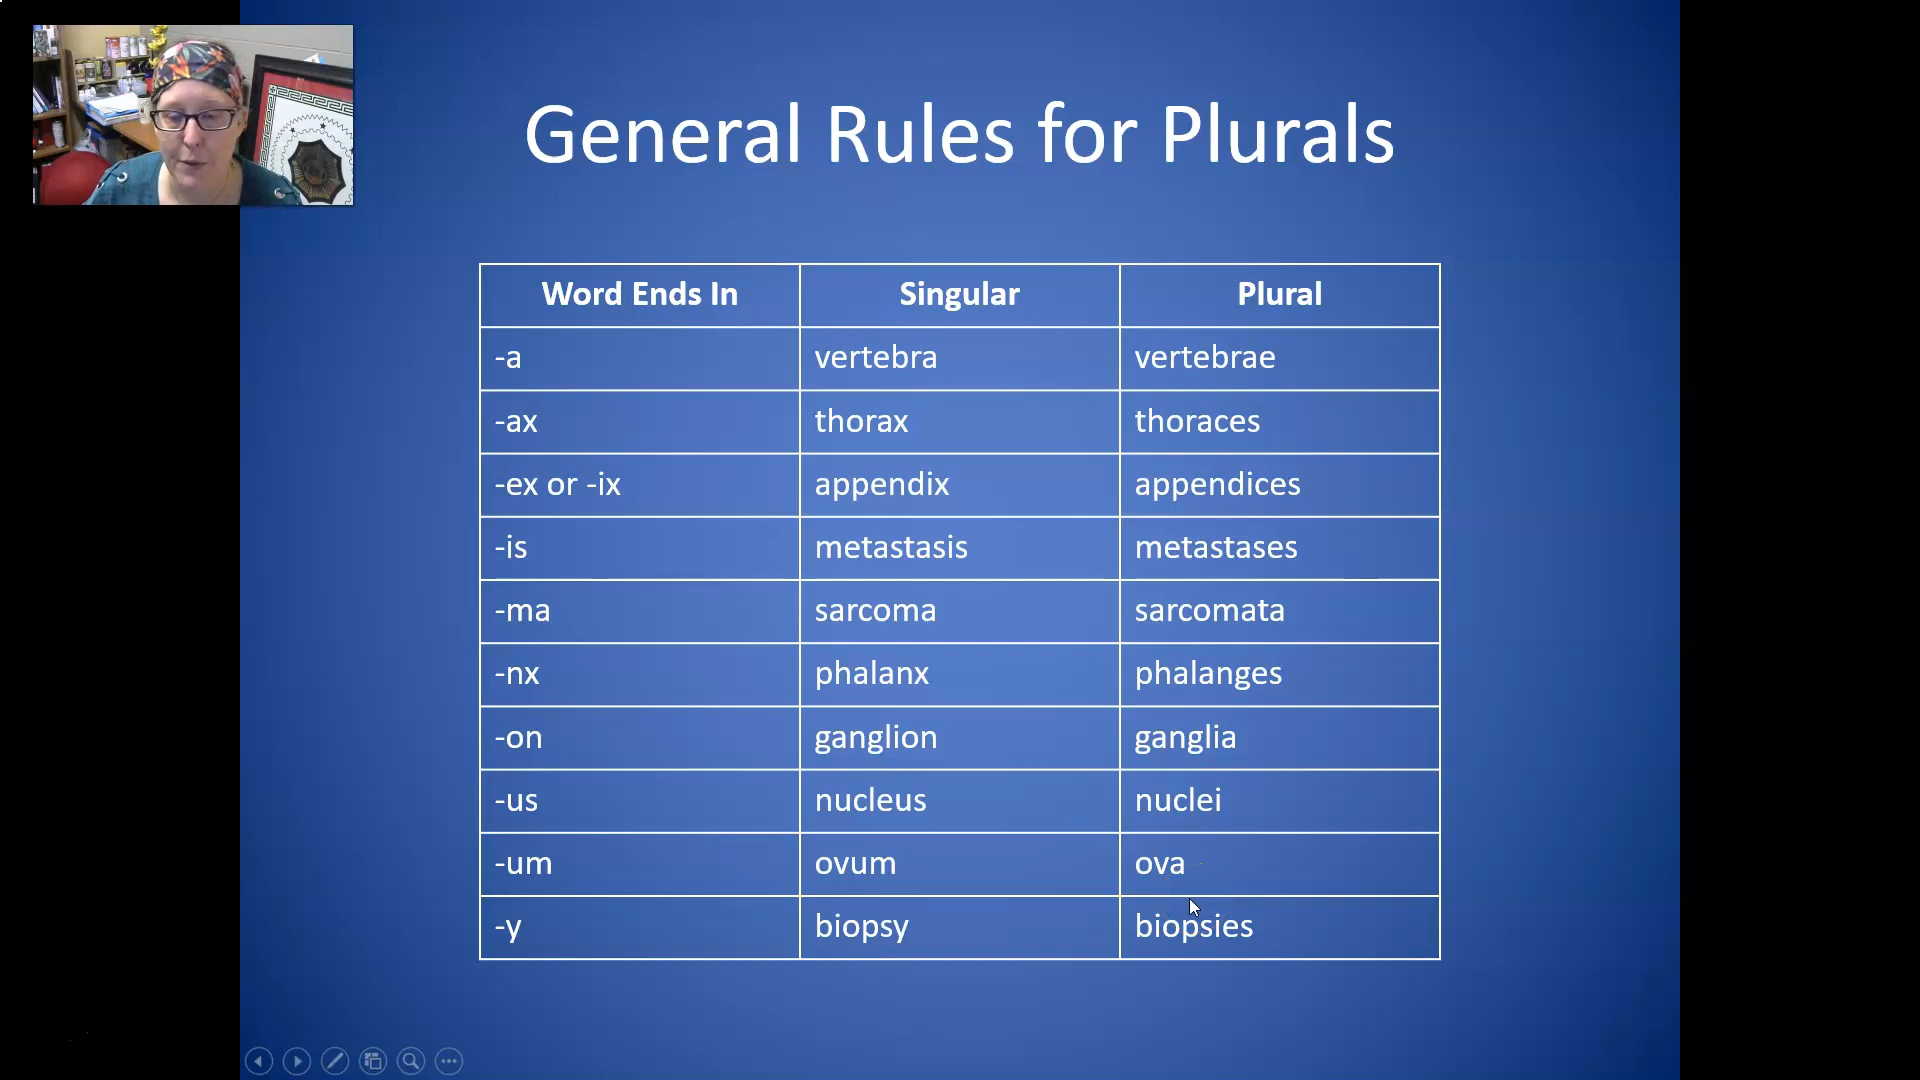 General Rules for Plurals
Word Ends In Singular Plural
-a vertebra vertebrae
-ax thorax thoraces
-ex or -ix appendix appendices
-is metastasis metastases
-ma sarcoma sarcomata
-nx phalanx phalanges
-on ganglion ganglia
-us nucleus nuclei
-um ovum ova
-y biopsy biopsies